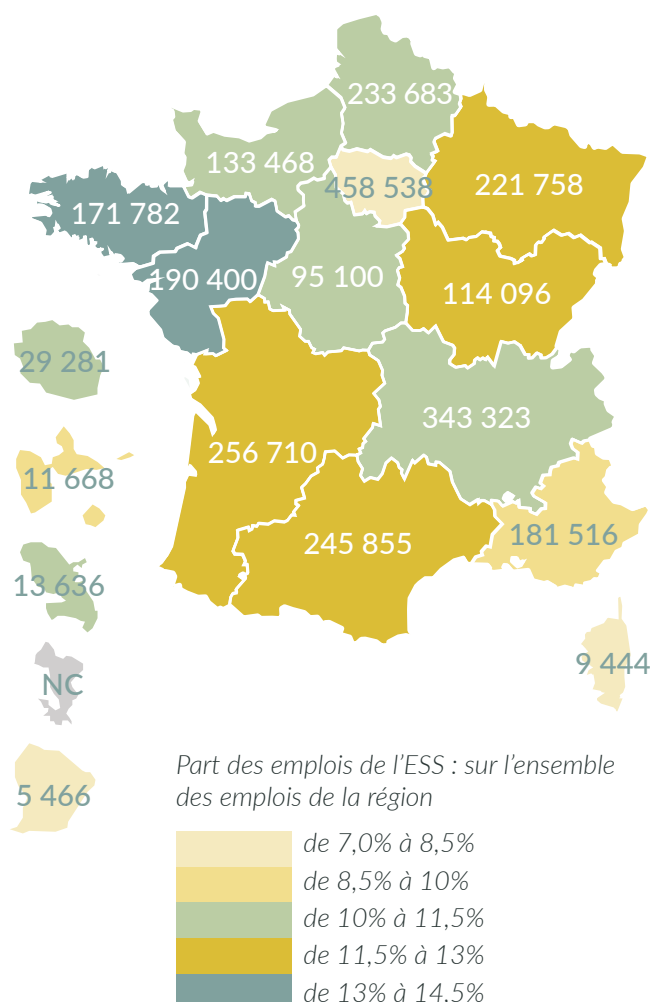 233 683
133 468
458 538
221 758
171 782
190 400
95 100
114 096
29 281
343 323
256 710
11 668
181 516
245 855
13 636
9 444
NC
5 466
Part des emplois de l’ESS : sur l’ensemble
des emplois de la région
de 7,0% à 8,5%
de 8,5% à 10%
de 10% à 11,5%
de 11,5% à 13%
de 13% à 14,5%